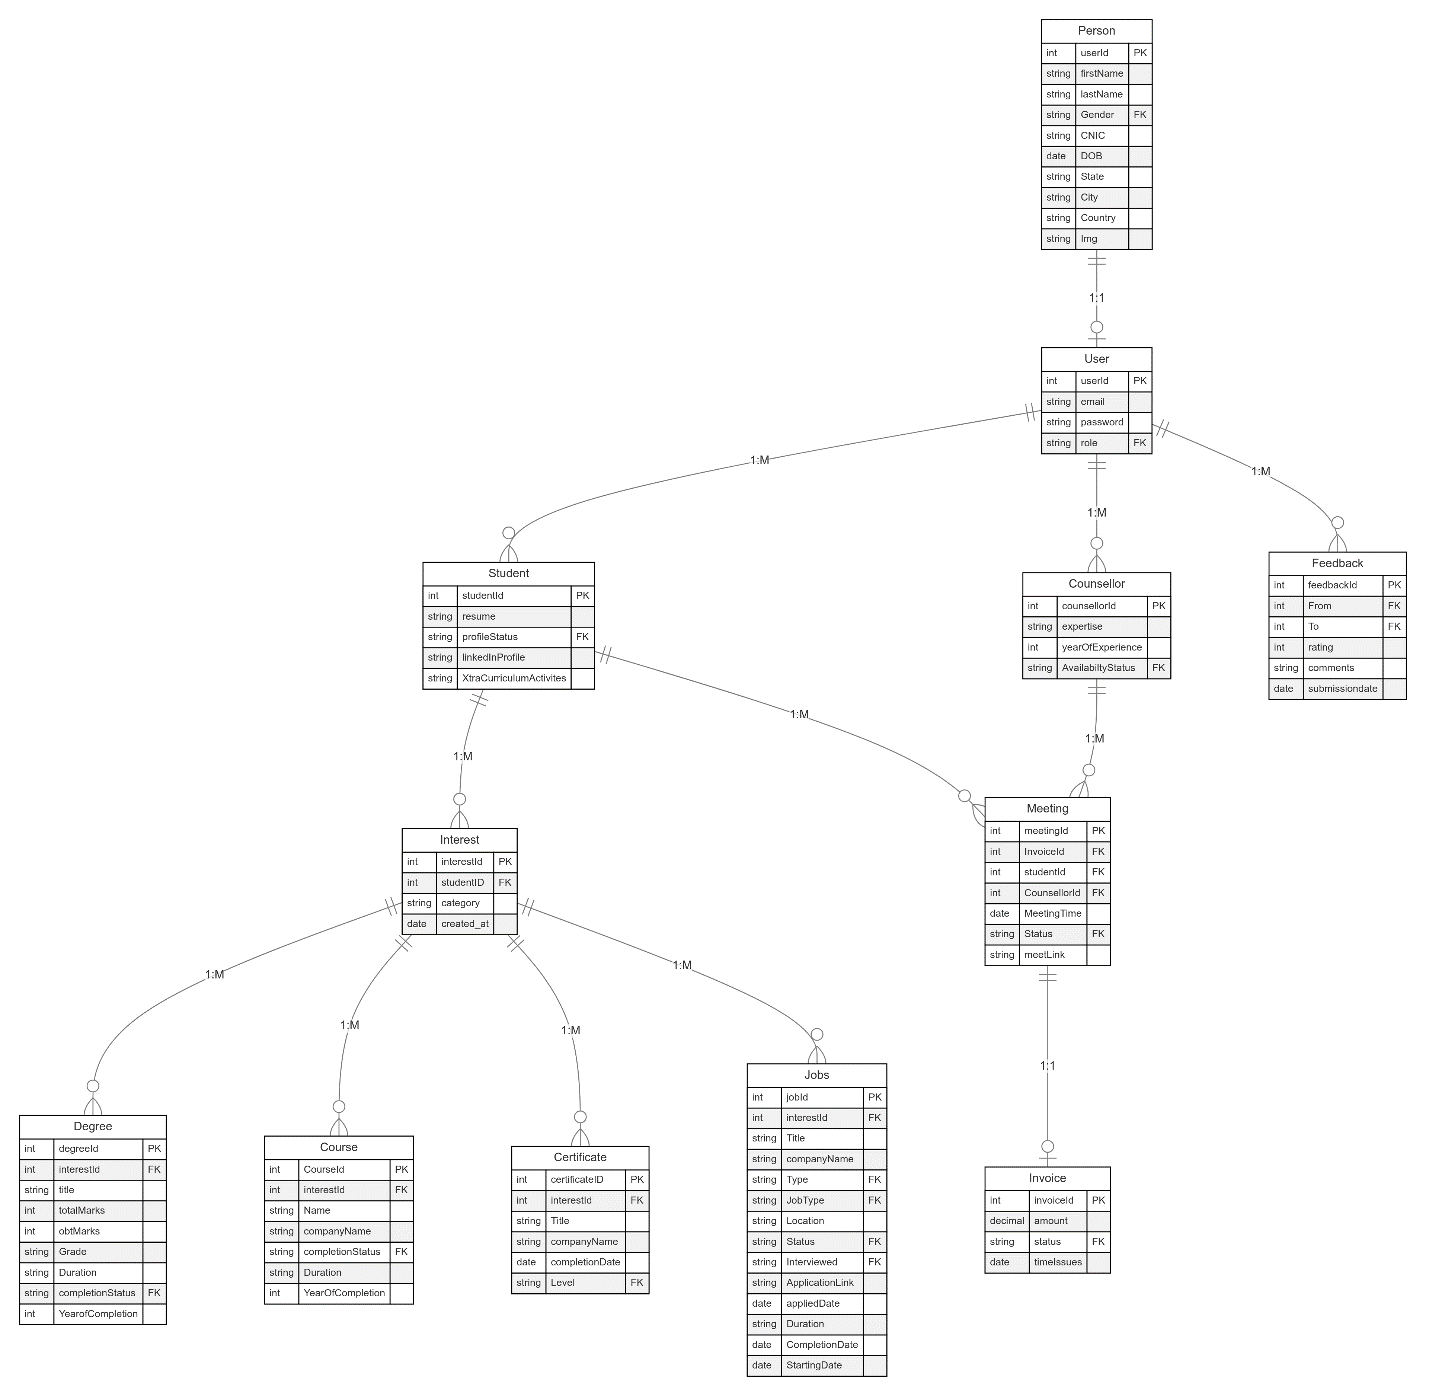 Person
int userId PK
string firstName
string lastName
string Gender FK
string CNIC
date DOB
string State
string City
string Country
string Img
1:1
User
int userId PK
string email
string password
string role FK
1:M
1:M
1:M
Student
int studentId PK
string resume
string profileStatus FK
string linkedInProfile
string XtraCurriculumActivites
Counsellor
int counsellorId PK
string expertise
int yearOfExperience
string AvailabiltyStatus FK
Feedback
int feedbackId PK
int From FK
int To FK
int rating
string comments
date submissiondate
1:M
1:M
1:M
Interest
int interestId PK
int studentID FK
string category
date created_at
Meeting
int meetingId PK
int InvoiceId FK
int studentId FK
int CounsellorId FK
date MeetingTime
string Status FK
string meetLink
1:M
1:M
1:M
1:M
1:1
Degree
int degreeId PK
int interestId FK
string title
int totalMarks
int obtMarks
string Grade
string Duration
string completionStatus FK
int YearofCompletion
Course
int CourseId PK
int interestId FK
string Name
string companyName
string completionStatus FK
string Duration
int YearOfCompletion
Certificate
int certificateID PK
int interestId FK
string Title
string companyName
date completionDate
string Level FK
Jobs
int jobId PK
int interestId FK
string Title
string companyName
string Type FK
string JobType FK
string Location
string Status FK
string Interviewed FK
string ApplicationLink
date appliedDate
string Duration
date CompletionDate
date StartingDate
Invoice
int invoiceId PK
decimal amount
string status FK
date timeIssues